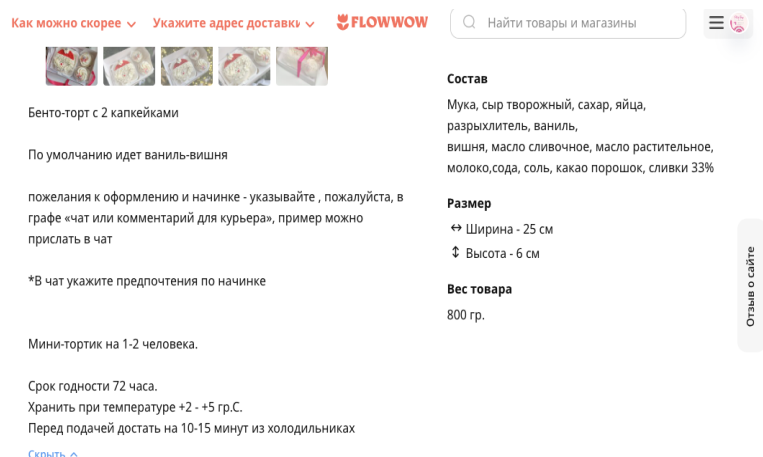 Как можно скорее
Укажите адрес доставки
FLOWWOW
Найти товары и магазины
Бенто-торт с 2 капкейками
По умолчанию идет ваниль-вишня
пожелания к оформлению и начинке - указывайте , пожалуйста, в
графе «чат или комментарий для курьера», пример можно
прислать в чат
*В чат укажите предпочтения по начинке
Мини-тортик на 1-2 человека.
Срок годности 72 часа.
Хранить при температуре +2 - +5 гр.С.
Перед подачей достать на 10-15 минут из холодильниках
Скрыть
Состав
Мука, сыр творожный, сахар, яйца,
разрыхлитель, ваниль,
вишня, масло сливочное, масло растительное,
молоко,сода, соль, какао порошок, сливки 33%
Размер
Ширина - 25 см
Высота - 6 см
Вес товара
800 гр.
Отзыв о сайте